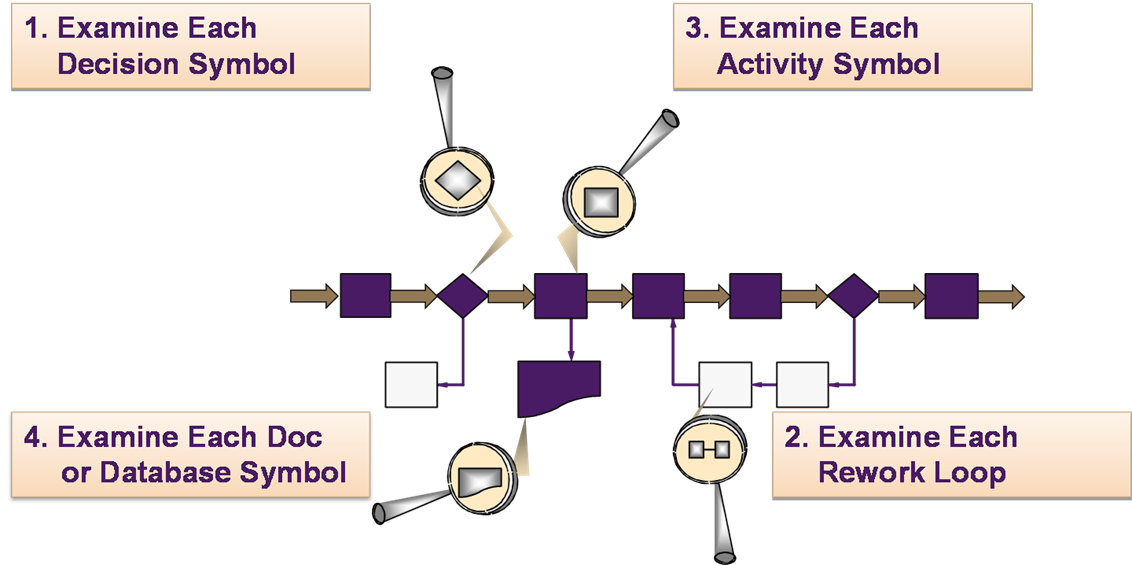 1. Examine Each
Decision Symbol
3. Examine Each
Activity Symbol
4. Examine Each Doc
or Database Symbol
2. Examine Each
Rework Loop